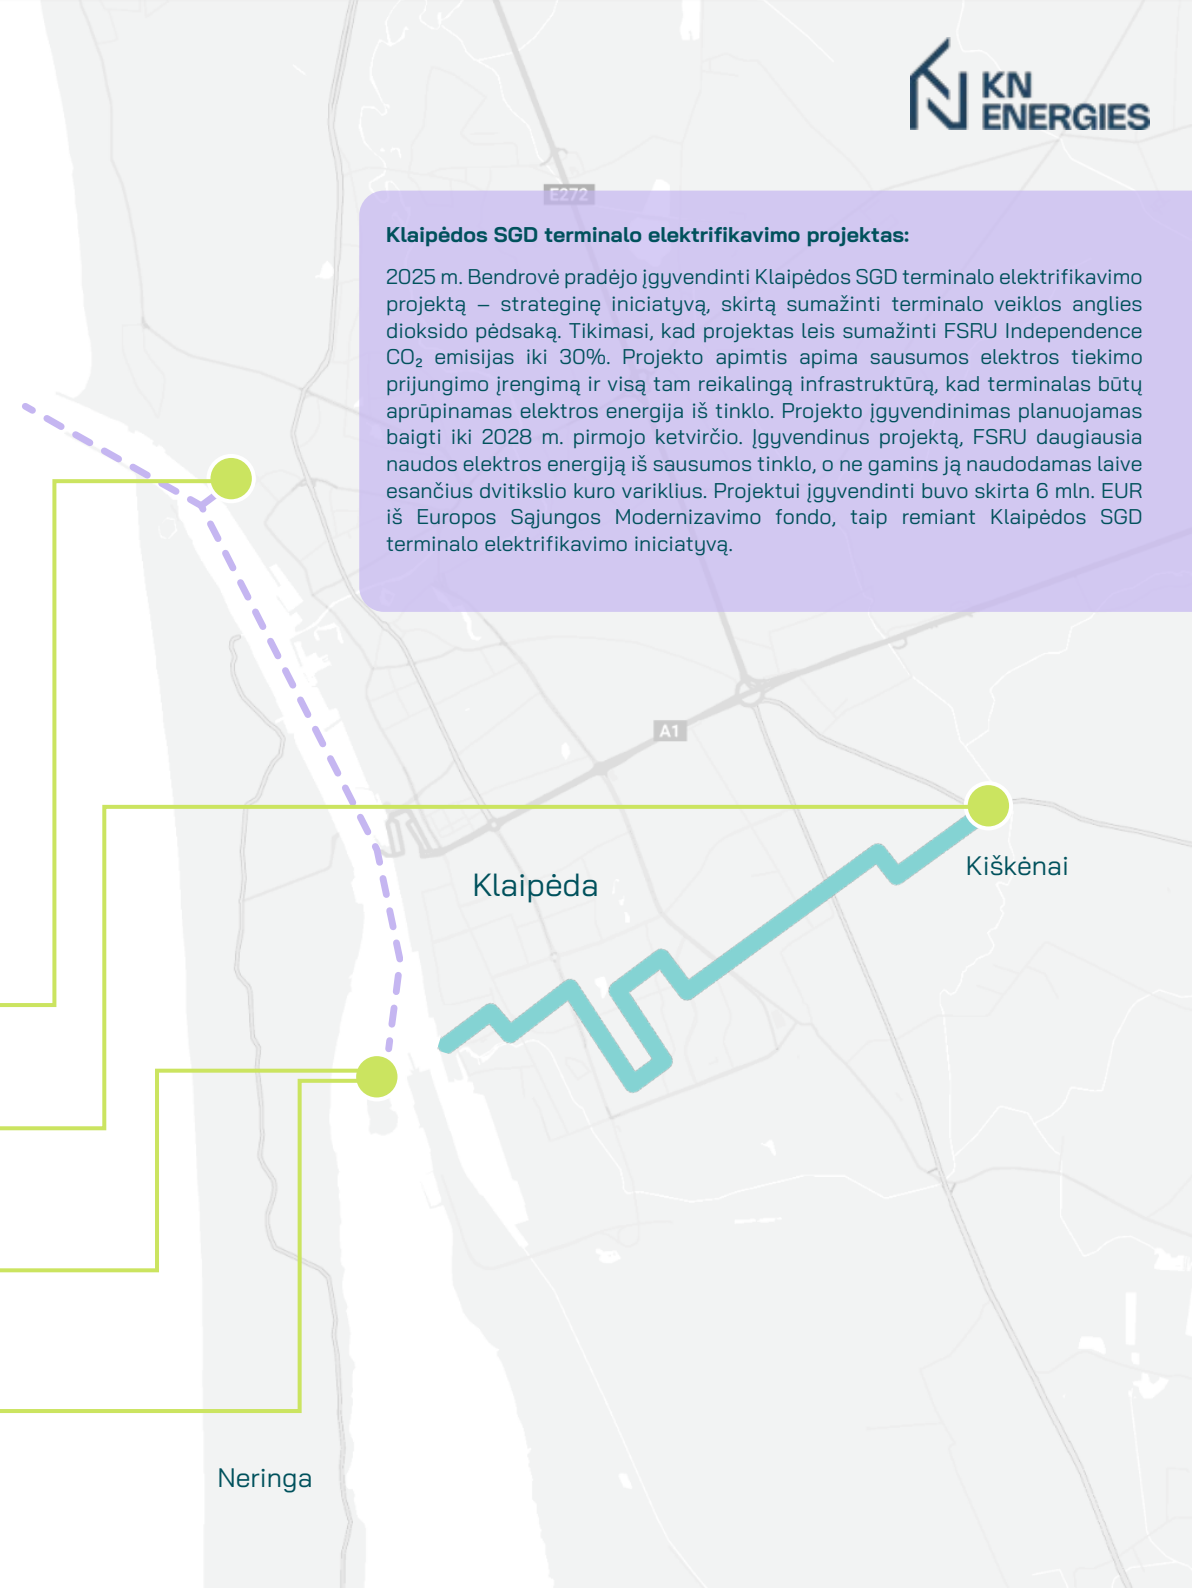 KN
ENERGIES
E272
Klaipėdos SGD terminalo elektrifikavimo projektas:
2025 m. Bendrovė pradėjo įgyvendinti Klaipėdos SGD terminalo elektrifikavimo
projektą – strateginę iniciatyvą, skirtą sumažinti terminalo veiklos anglies
dioksido pėdsaką. Tikimasi, kad projektas leis sumažinti FSRU Independence
CO₂ emisijas iki 30%. Projekto apimtis apima sausumos elektros tiekimo
prijungimo įrengimą ir visą tam reikalingą infrastruktūrą, kad terminalas būtų
aprūpinamas elektros energija iš tinklo. Projekto įgyvendinimas planuojamas
baigti iki 2028 m. pirmojo ketvirčio. Įgyvendinus projektą, FSRU daugiausia
naudos elektros energiją iš sausumos tinklo, o ne gamins ją naudodamas laive
esančius dvitikslio kuro variklius. Projektui įgyvendinti buvo skirta 6 mln. EUR
iš Europos Sąjungos Modernizavimo fondo, taip remiant Klaipėdos SGD
terminalo elektrifikavimo iniciatyvą.
A1
Klaipėda
Kiškėnai
Neringa